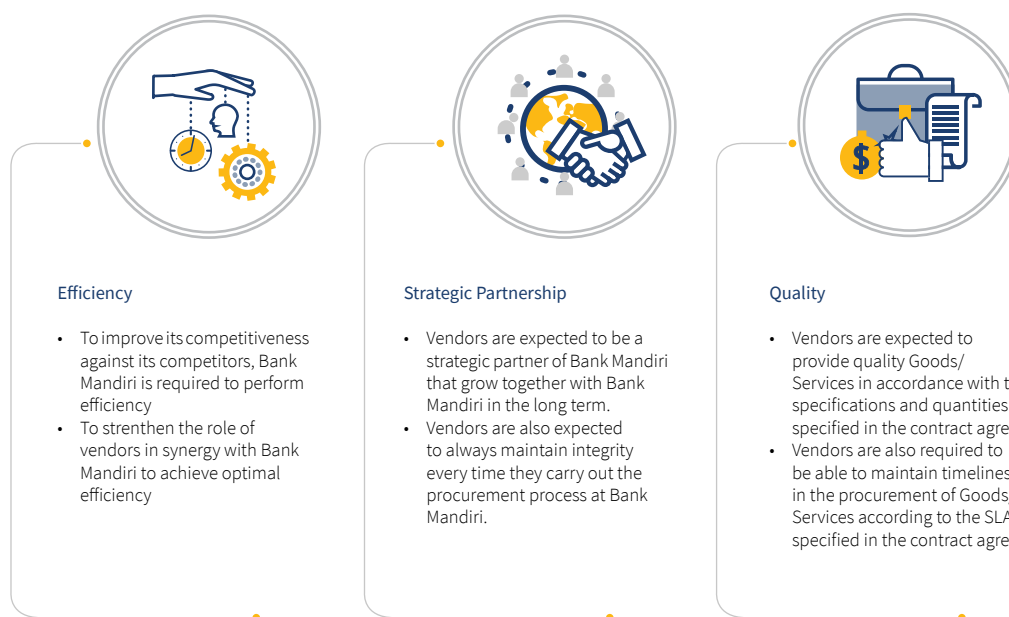 Efficiency
• To improve its competitiveness
against its competitors, Bank
Mandiri is required to perform
efficiency
• To strenthen the role of
vendors in synergy with Bank
Mandiri to achieve optimal
efficiency
Strategic Partnership
• Vendors are expected to be a
strategic partner of Bank Mandiri
that grow together with Bank
Mandiri in the long term.
• Vendors are also expected
to always maintain integrity
every time they carry out the
procurement process at Bank
Mandiri.
$
Quality
• Vendors are expected to
provide quality Goods/
Services in accordance with
specifications and quantities
specified in the contract
• Vendors are also required to
be able to maintain
in the procurement of Goods/
Services according to the
specified in the contract